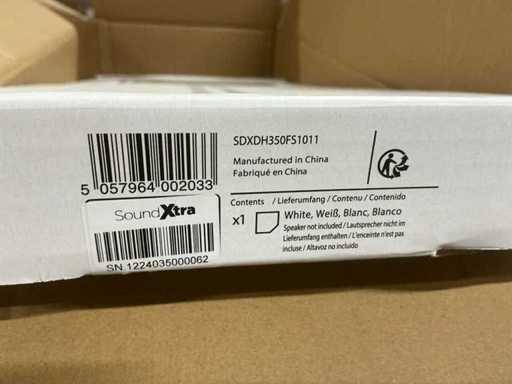 SDXDH350FS1011
Manufactured in China
Fabriqué en China
5 057964 002033
SoundXtra
SN.1224035000062
Contents / Lieferumfang / Contenu / Contenido
x1 White, Weiß, Blanc, Blanco
Speaker not included / Lautsprecher nicht im
Lieferumfang enthalten / L'enceinte n'est pas
incluse / Altavoz no incluido